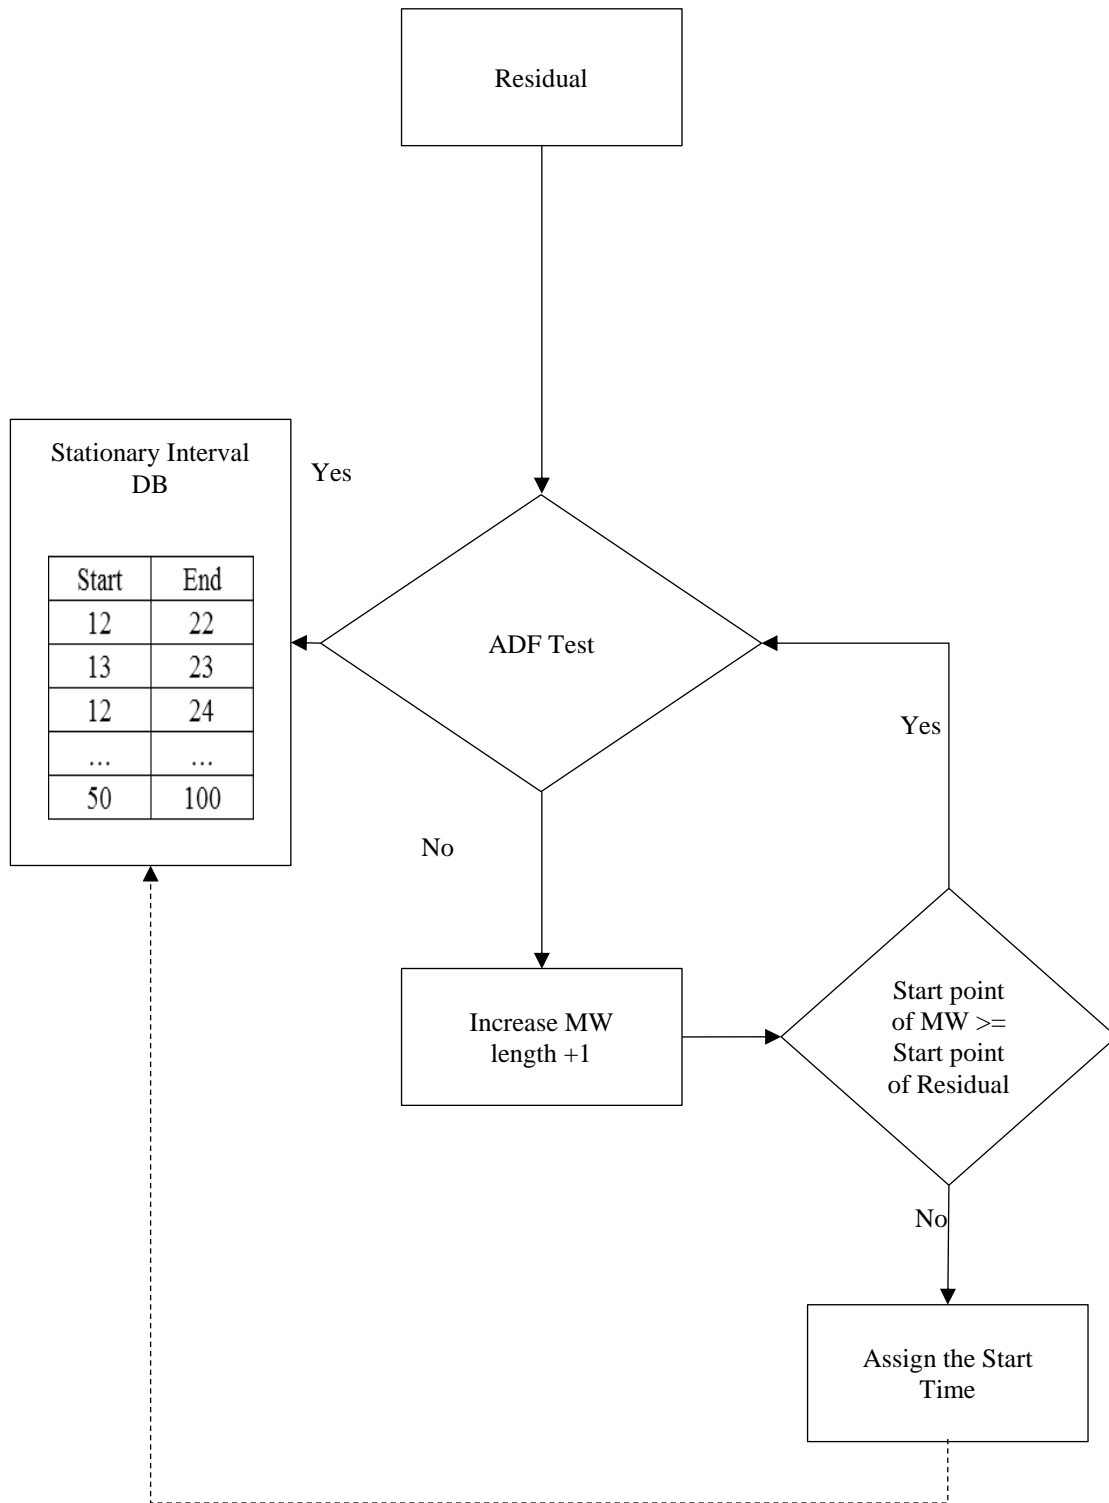 Residual
Stationary Interval
DB
Yes
Start End
12 22
13 23
12 24
... ...
50 100
ADF Test
Yes
No
Increase MW
length +1
Start point
of MW >=
Start point
of Residual
No
Assign the Start
Time